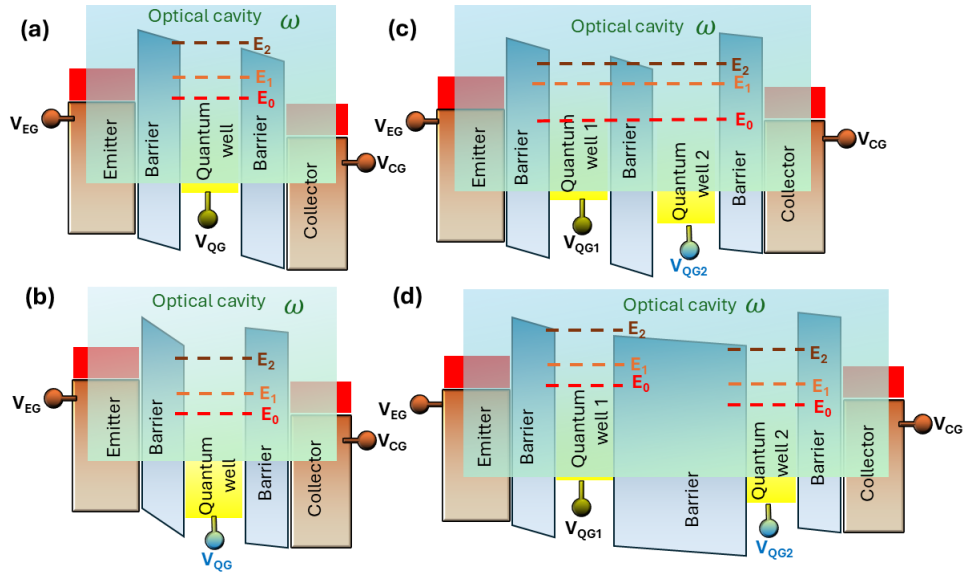 (a)
Optical cavity ω
E2
E1
E0
VEG
Emitter
Barrier
Quantum
well
Barrier
Collector
VCG
VQG
(b)
Optical cavity ω
E2
E1
E0
VEG
Emitter
Barrier
Quantum
well
Barrier
Collector
VCG
VQG
(c)
Optical cavity ω
E2
E1
E0
VEG
Emitter
Barrier
Quantum
well 1
Barrier
Quantum
well 2
Barrier
Collector
VCG
VQG1
VQG2
(d)
Optical cavity ω
E2
E1
E0
E2
E1
E0
VEG
Emitter
Barrier
Quantum
well 1
Barrier
Quantum
well 2
Barrier
Collector
VCG
VQG1
VQG2